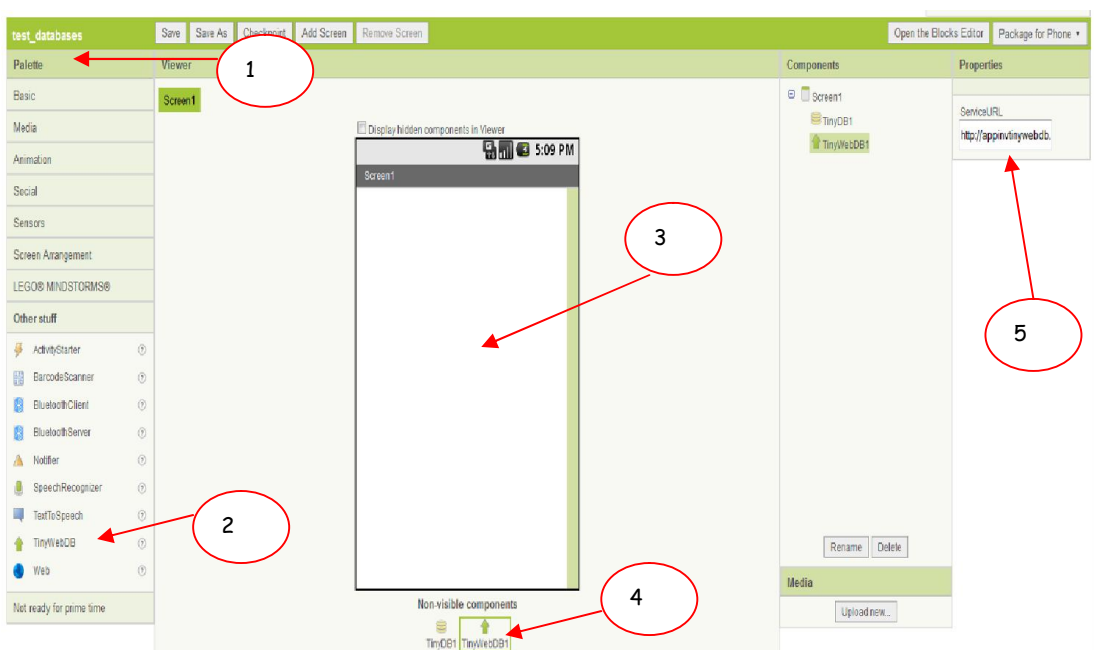 test_databases
Save Save As Checkpoint Add Screen Remove Screen
Open the Blocks Editor Package for Phone
Palette
Basic
Media
Animation
Social
Sensors
Screen Arrangement
LEGO® MINDSTORMS®
Other stuff
ActivityStarter ?
BarcodeScanner ?
BluetoothClient ?
BluetoothServer ?
Notifier ?
SpeechRecognizer ?
TextToSpeech ?
TinyWebDB ?
Web ?
Not ready for prime time
1
2
Viewer
Screen1
Display hidden components in Viewer
5:09 PM
Screen1
3
Non-visible components
TinyDB1 TinyWebDB1
4
Components
Screen1
TinyDB1
TinyWebDB1
Rename Delete
Media
Upload new...
Properties
ServiceURL
http://appinvtinywebdb.
5